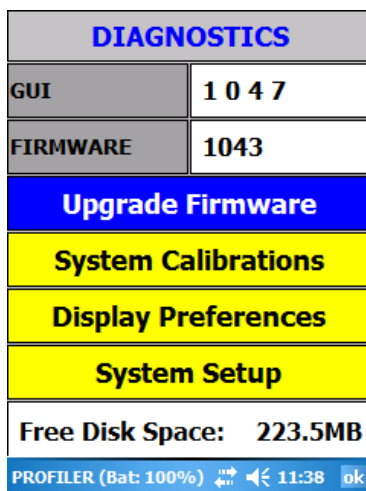 DIAGNOSTICS
GUI 1 0 4 7
FIRMWARE 1043
Upgrade Firmware
System Calibrations
Display Preferences
System Setup
Free Disk Space: 223.5MB
PROFILER (Bat: 100%) 11:38 ok